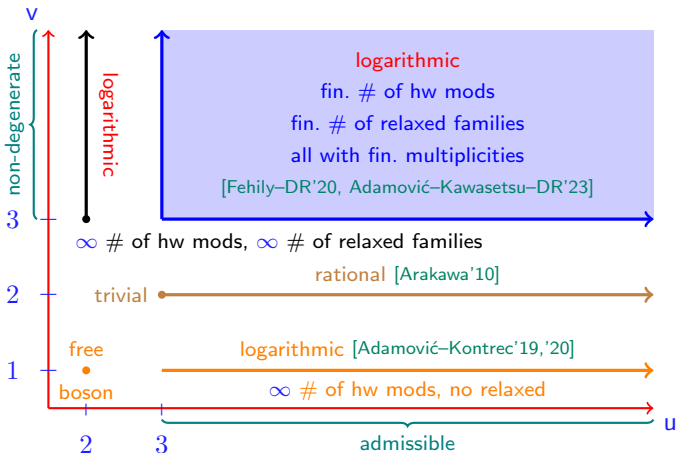 v
non-degenerate
logarithmic
logarithmic
fin. # of hw mods
fin. # of relaxed families
all with fin. multiplicities
[Fehily–DR'20, Adamović–Kawasetsu–DR'23]
3
∞ # of hw mods, ∞ # of relaxed families
rational [Arakawa'10]
2
trivial
free
boson
logarithmic [Adamović–Kontrec'19,'20]
1
∞ # of hw mods, no relaxed
u
2
3
admissible